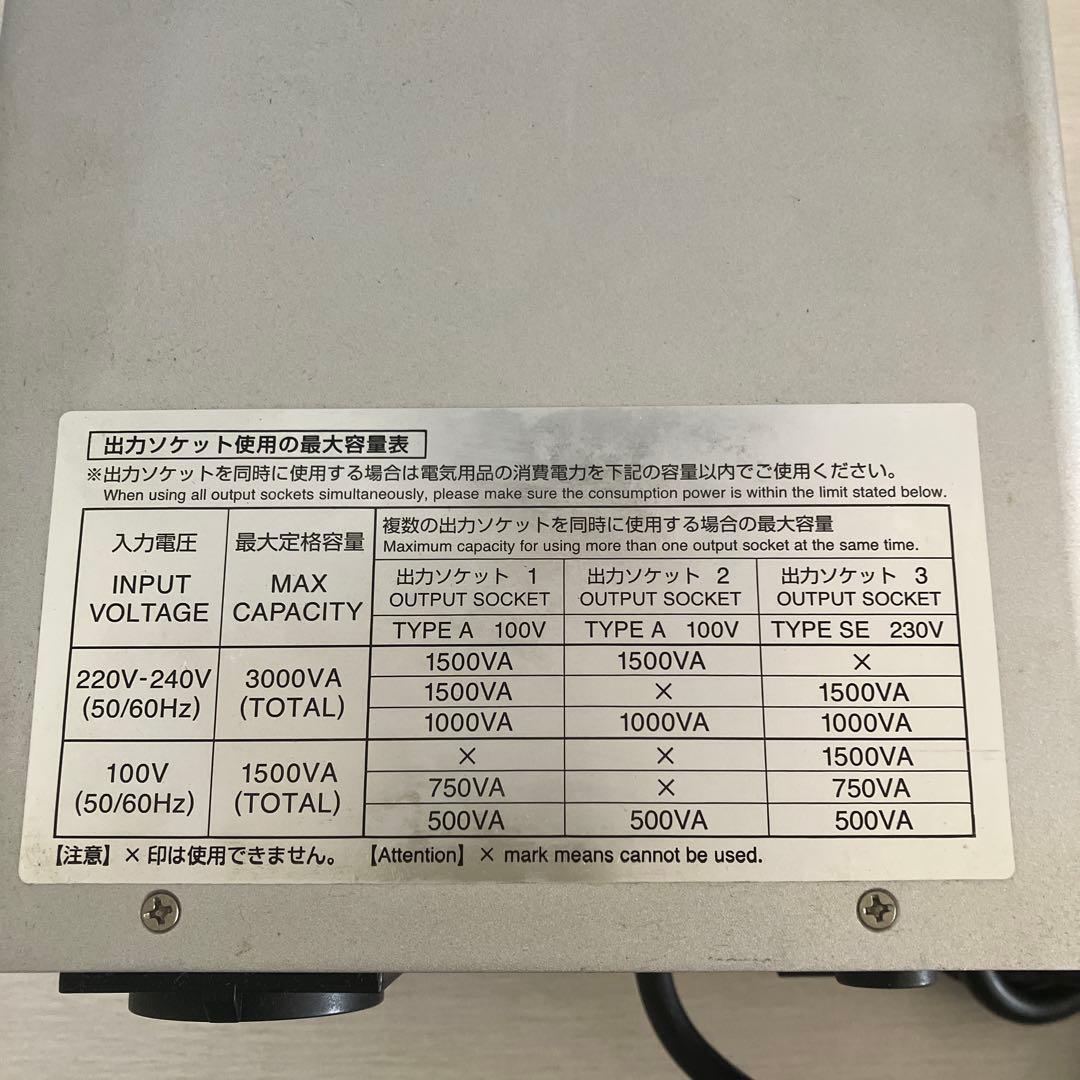 出力ソケット使用の最大容量表
※出力ソケットを同時に使用する場合は電気用品の消費電力を下記の容量以内でご使用ください。
When using all output sockets simultaneously, please make sure the consumption power is within the limit stated below.
入力電圧
INPUT
VOLTAGE
最大定格容量
MAX
CAPACITY
複数の出力ソケットを同時に使用する場合の最大容量
Maximum capacity for using more than one output socket at the same time.
出力ソケット 1 出力ソケット 2 出力ソケット 3
OUTPUT SOCKET OUTPUT SOCKET OUTPUT SOCKET
TYPE A 100V TYPE A 100V TYPE SE 230V
220V-240V
(50/60Hz)
3000VA
(TOTAL)
1500VA 1500VA ×
1500VA × 1500VA
1000VA 1000VA 1000VA
100V
(50/60Hz)
1500VA
(TOTAL)
× × 1500VA
750VA × 750VA
500VA 500VA 500VA
【注意】× 印は使用できません。 【Attention】× mark means cannot be used.